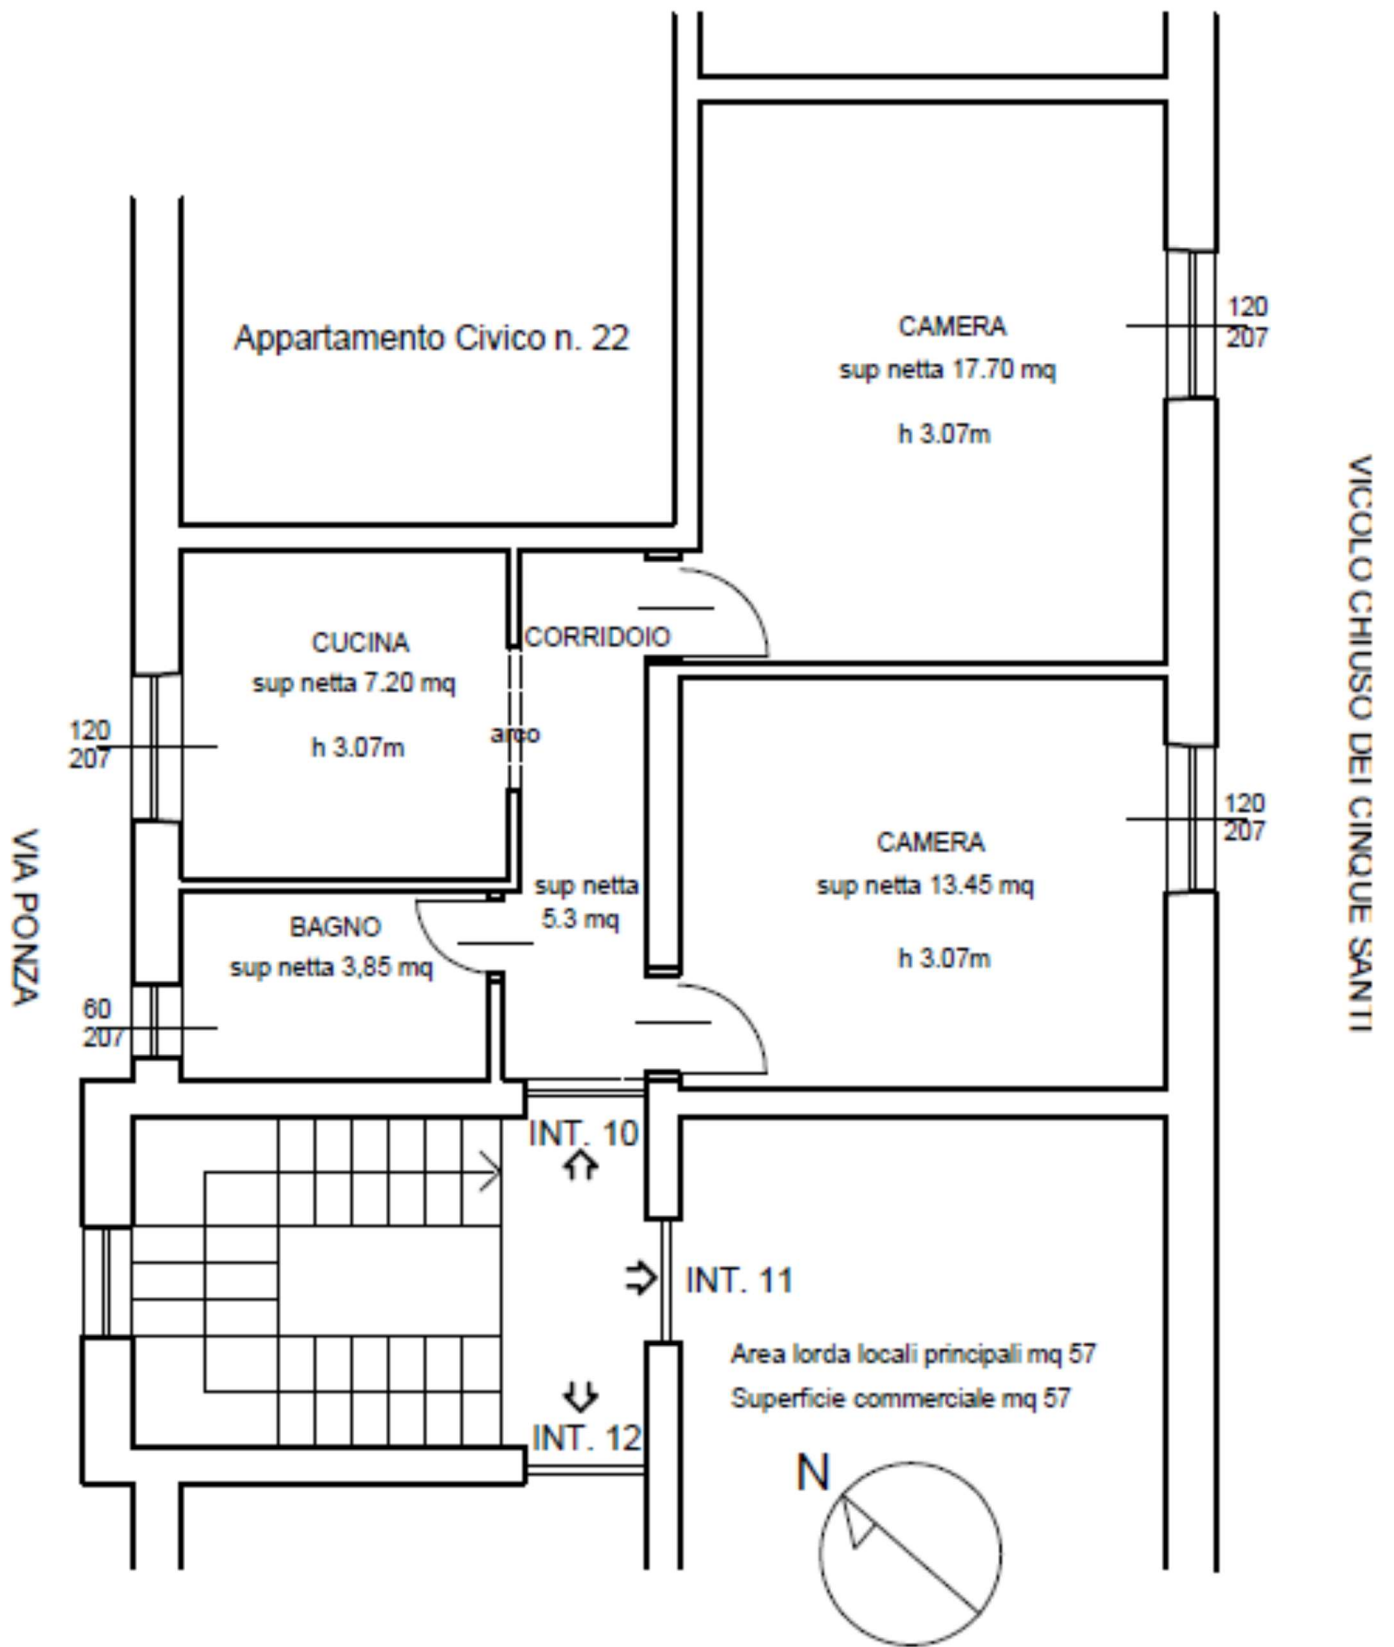 Appartamento Civico n. 22
CAMERA
sup netta 17.70 mq
h 3.07m
120
207
CUCINA
sup netta 7.20 mq
h 3.07m
CORRIDOIO
arco
120
207
sup netta
5.3 mq
CAMERA
sup netta 13.45 mq
h 3.07m
120
207
BAGNO
sup netta 3,85 mq
60
207
VIA PONZA
VICOLO CHIUSO DEI CINQUE SANTI
INT. 10
INT. 11
INT. 12
Area lorda locali principali mq 57
Superficie commerciale mq 57
N